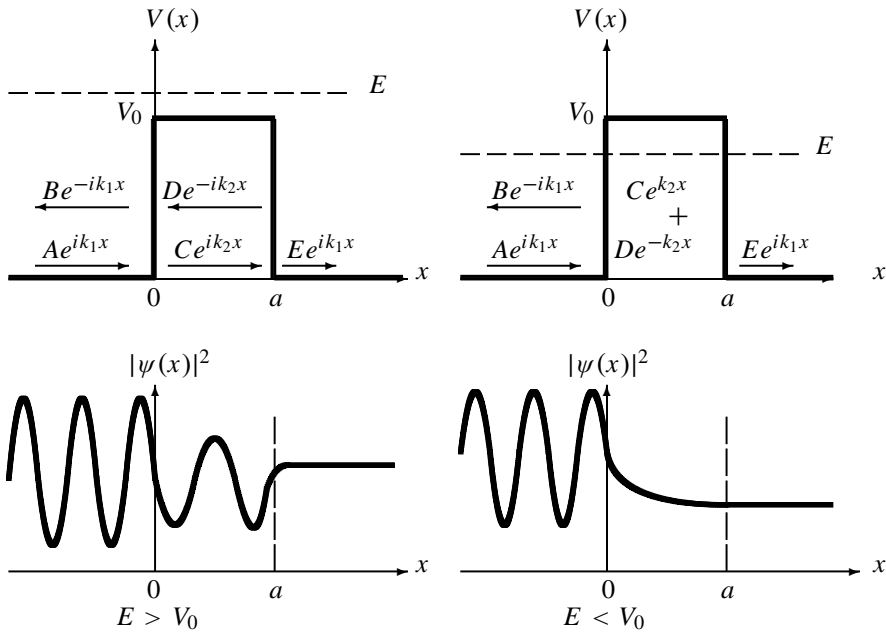 V(x)
E
V₀
Be^{-ik₁x} De^{-ik₂x}
Ae^{ik₁x} Ce^{ik₂x} Ee^{ik₁x}
x
0 a
V(x)
V₀
E
Be^{-ik₁x} Ce^{k₂x}
+
Ae^{ik₁x} De^{-k₂x} Ee^{ik₁x}
x
0 a
|ψ(x)|²
x
0 a
E > V₀
|ψ(x)|²
x
0 a
E < V₀